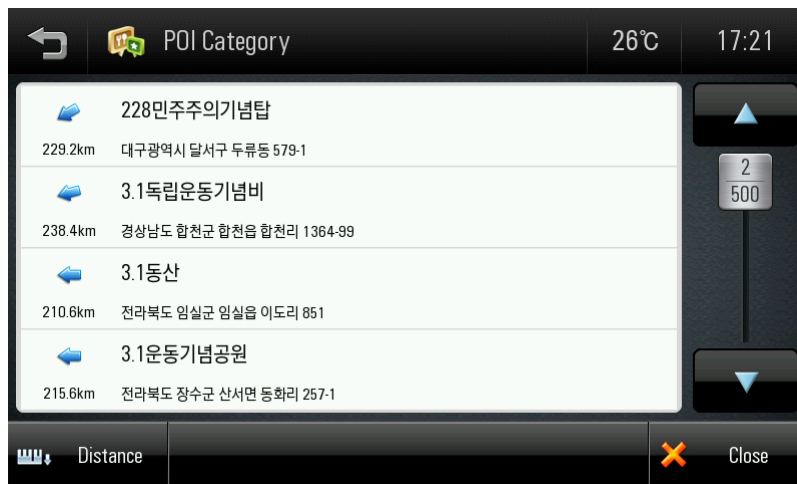 POI Category 26℃ 17:21
228민주주의기념탑
229.2km 대구광역시 달서구 두류동 579-1
3.1독립운동기념비
238.4km 경상남도 합천군 합천읍 합천리 1364-99
3.1동산
210.6km 전라북도 임실군 임실읍 이도리 851
3.1운동기념공원
215.6km 전라북도 장수군 산서면 동화리 257-1
2
500
Distance Close